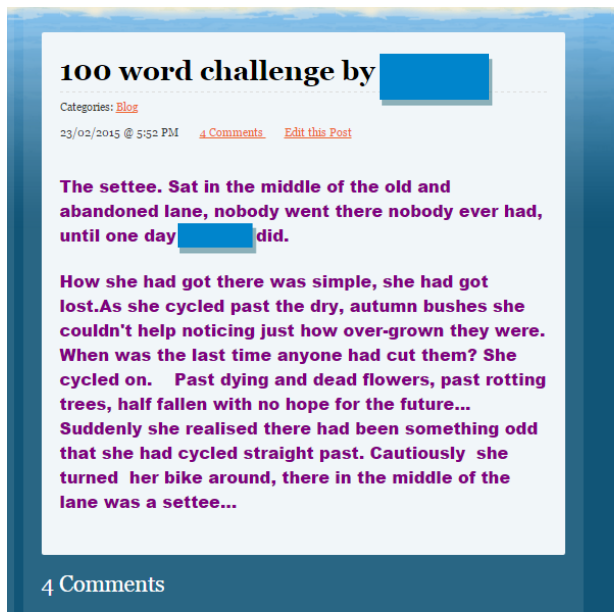 100 word challenge by
Categories: Blog
23/02/2015 @ 5:52 PM 4 Comments Edit this Post
The settee. Sat in the middle of the old and
abandoned lane, nobody went there nobody ever had,
until one day did.
How she had got there was simple, she had got
lost.As she cycled past the dry, autumn bushes she
couldn't help noticing just how over-grown they were.
When was the last time anyone had cut them? She
cycled on. Past dying and dead flowers, past rotting
trees, half fallen with no hope for the future...
Suddenly she realised there had been something odd
that she had cycled straight past. Cautiously she
turned her bike around, there in the middle of the
lane was a settee...
4 Comments